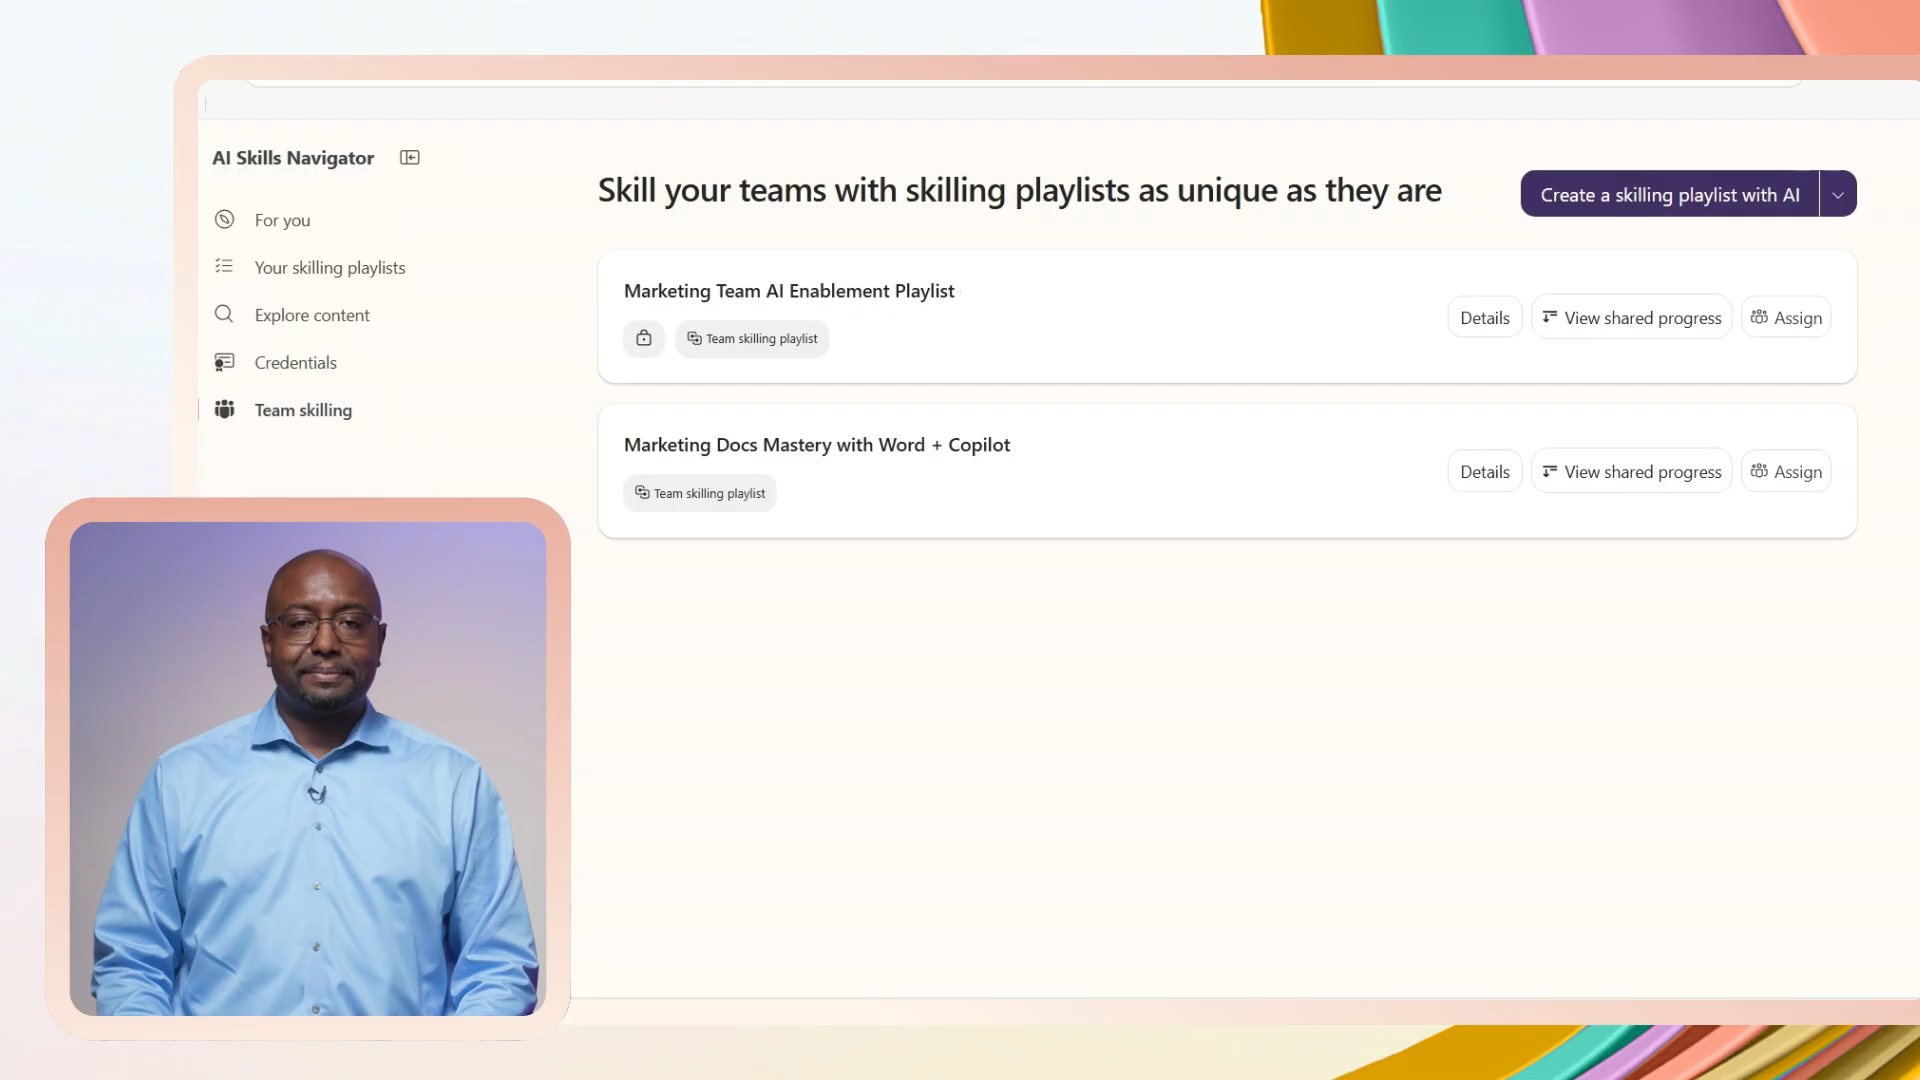 AI Skills Navigator
For you
Your skilling playlists
Explore content
Credentials
Team skilling
Skill your teams with skilling playlists as unique as they are
Create a skilling playlist with AI
Marketing Team AI Enablement Playlist
Team skilling playlist
Details
View shared progress
Assign
Marketing Docs Mastery with Word + Copilot
Team skilling playlist
Details
View shared progress
Assign